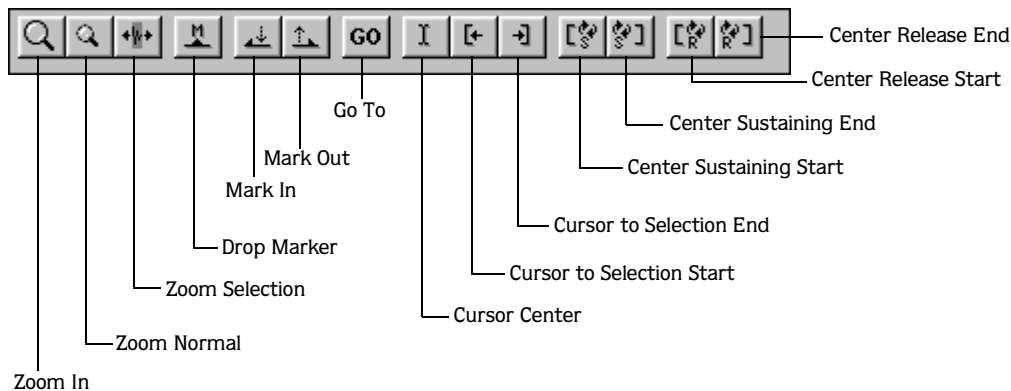 M
GO
S
S
R
R
Center Release End
Center Release Start
Go To
Center Sustaining End
Mark Out
Center Sustaining Start
Mark In
Cursor to Selection End
Drop Marker
Cursor to Selection Start
Zoom Selection
Cursor Center
Zoom Normal
Zoom In